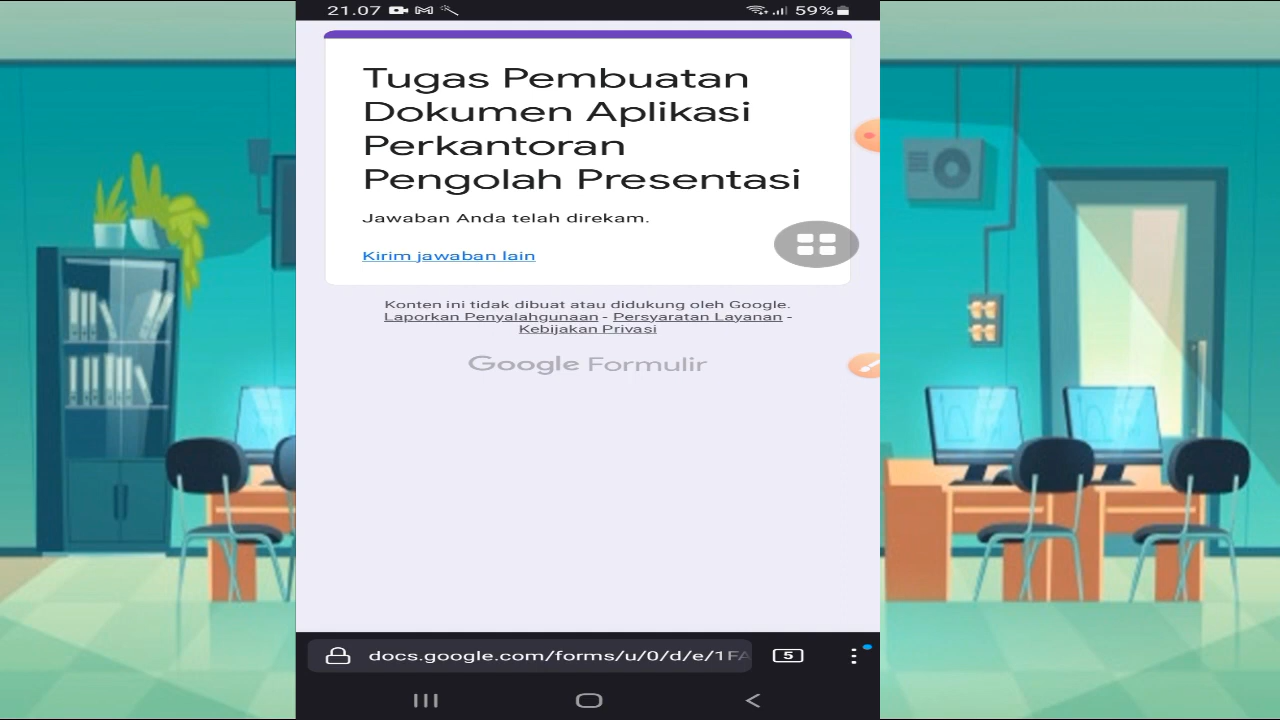 21.07
59%
Tugas Pembuatan
Dokumen Aplikasi
Perkantoran
Pengolah Presentasi
Jawaban Anda telah direkam.
Kirim jawaban lain
Konten ini tidak dibuat atau didukung oleh Google.
Laporkan Penyalahgunaan - Persyaratan Layanan -
Kebijakan Privasi
Google Formulir
docs.google.com/forms/u/0/d/e/1FA
5